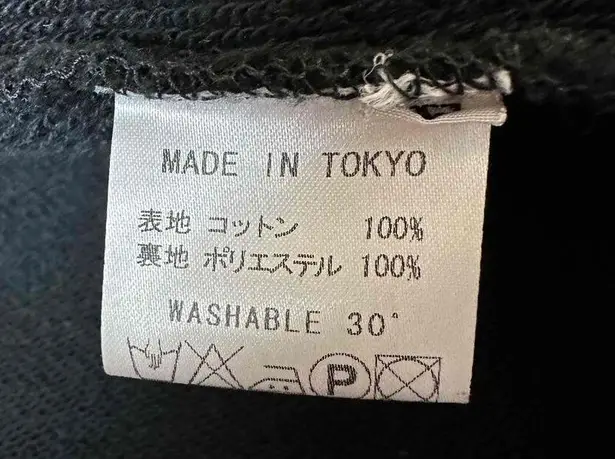 MADE IN TOKYO
表地 コットン 100%
裏地 ポリエステル 100%
WASHABLE 30°
P